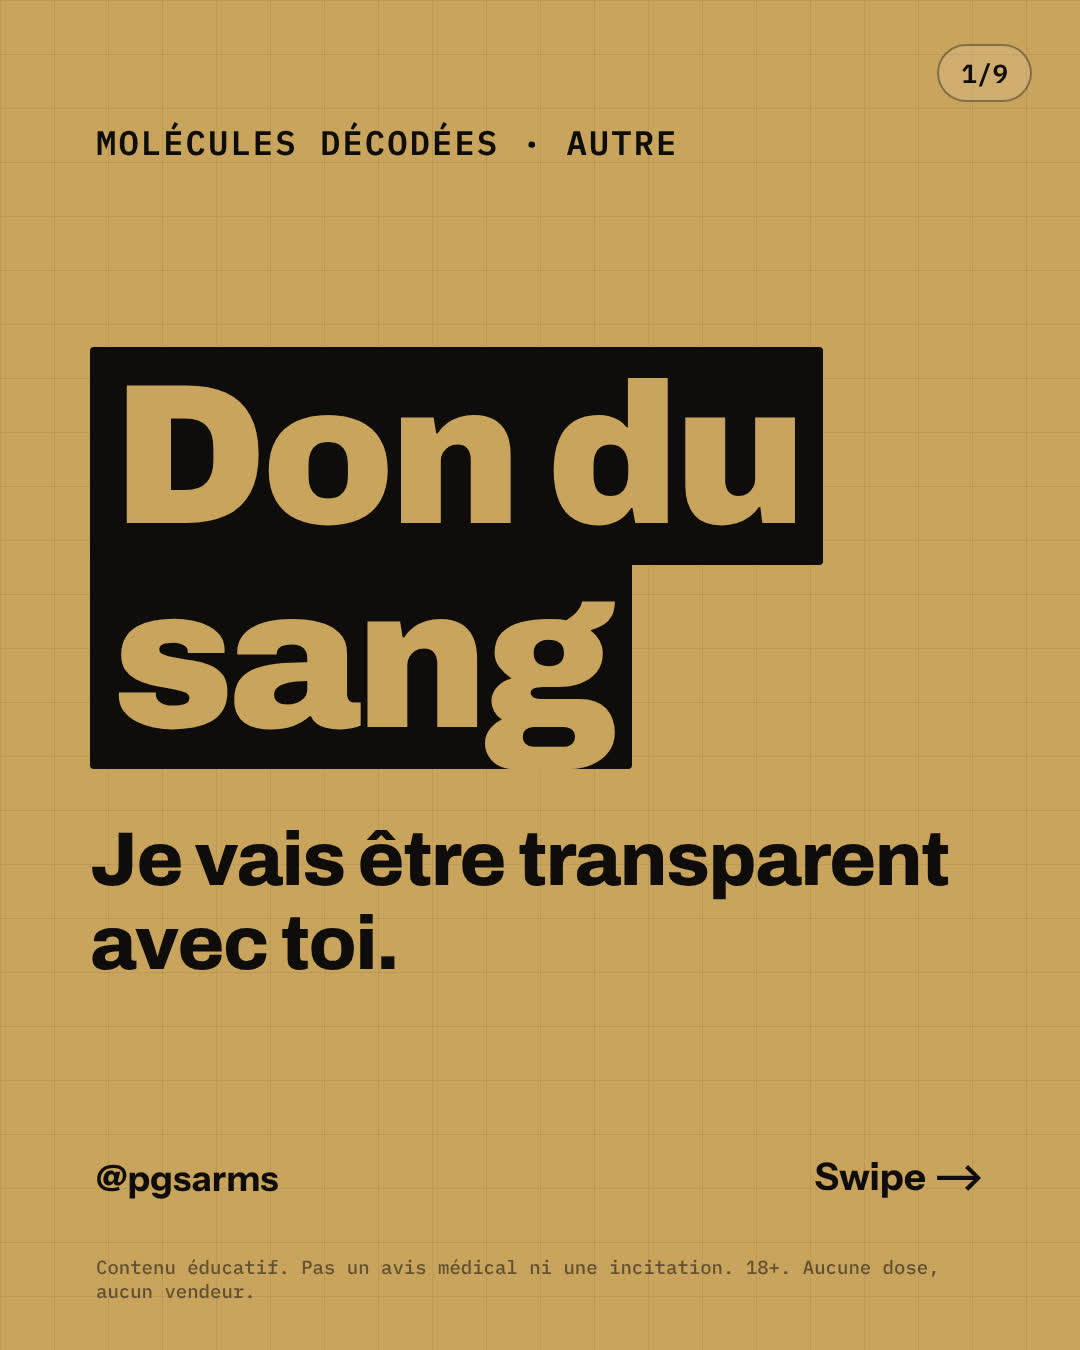 1/9
MOLÉCULES DÉCODÉES · AUTRE
Don du
sang
Je vais être transparent
avec toi.
@pgsarms
Swipe →
Contenu éducatif. Pas un avis médical ni une incitation. 18+. Aucune dose,
aucun vendeur.